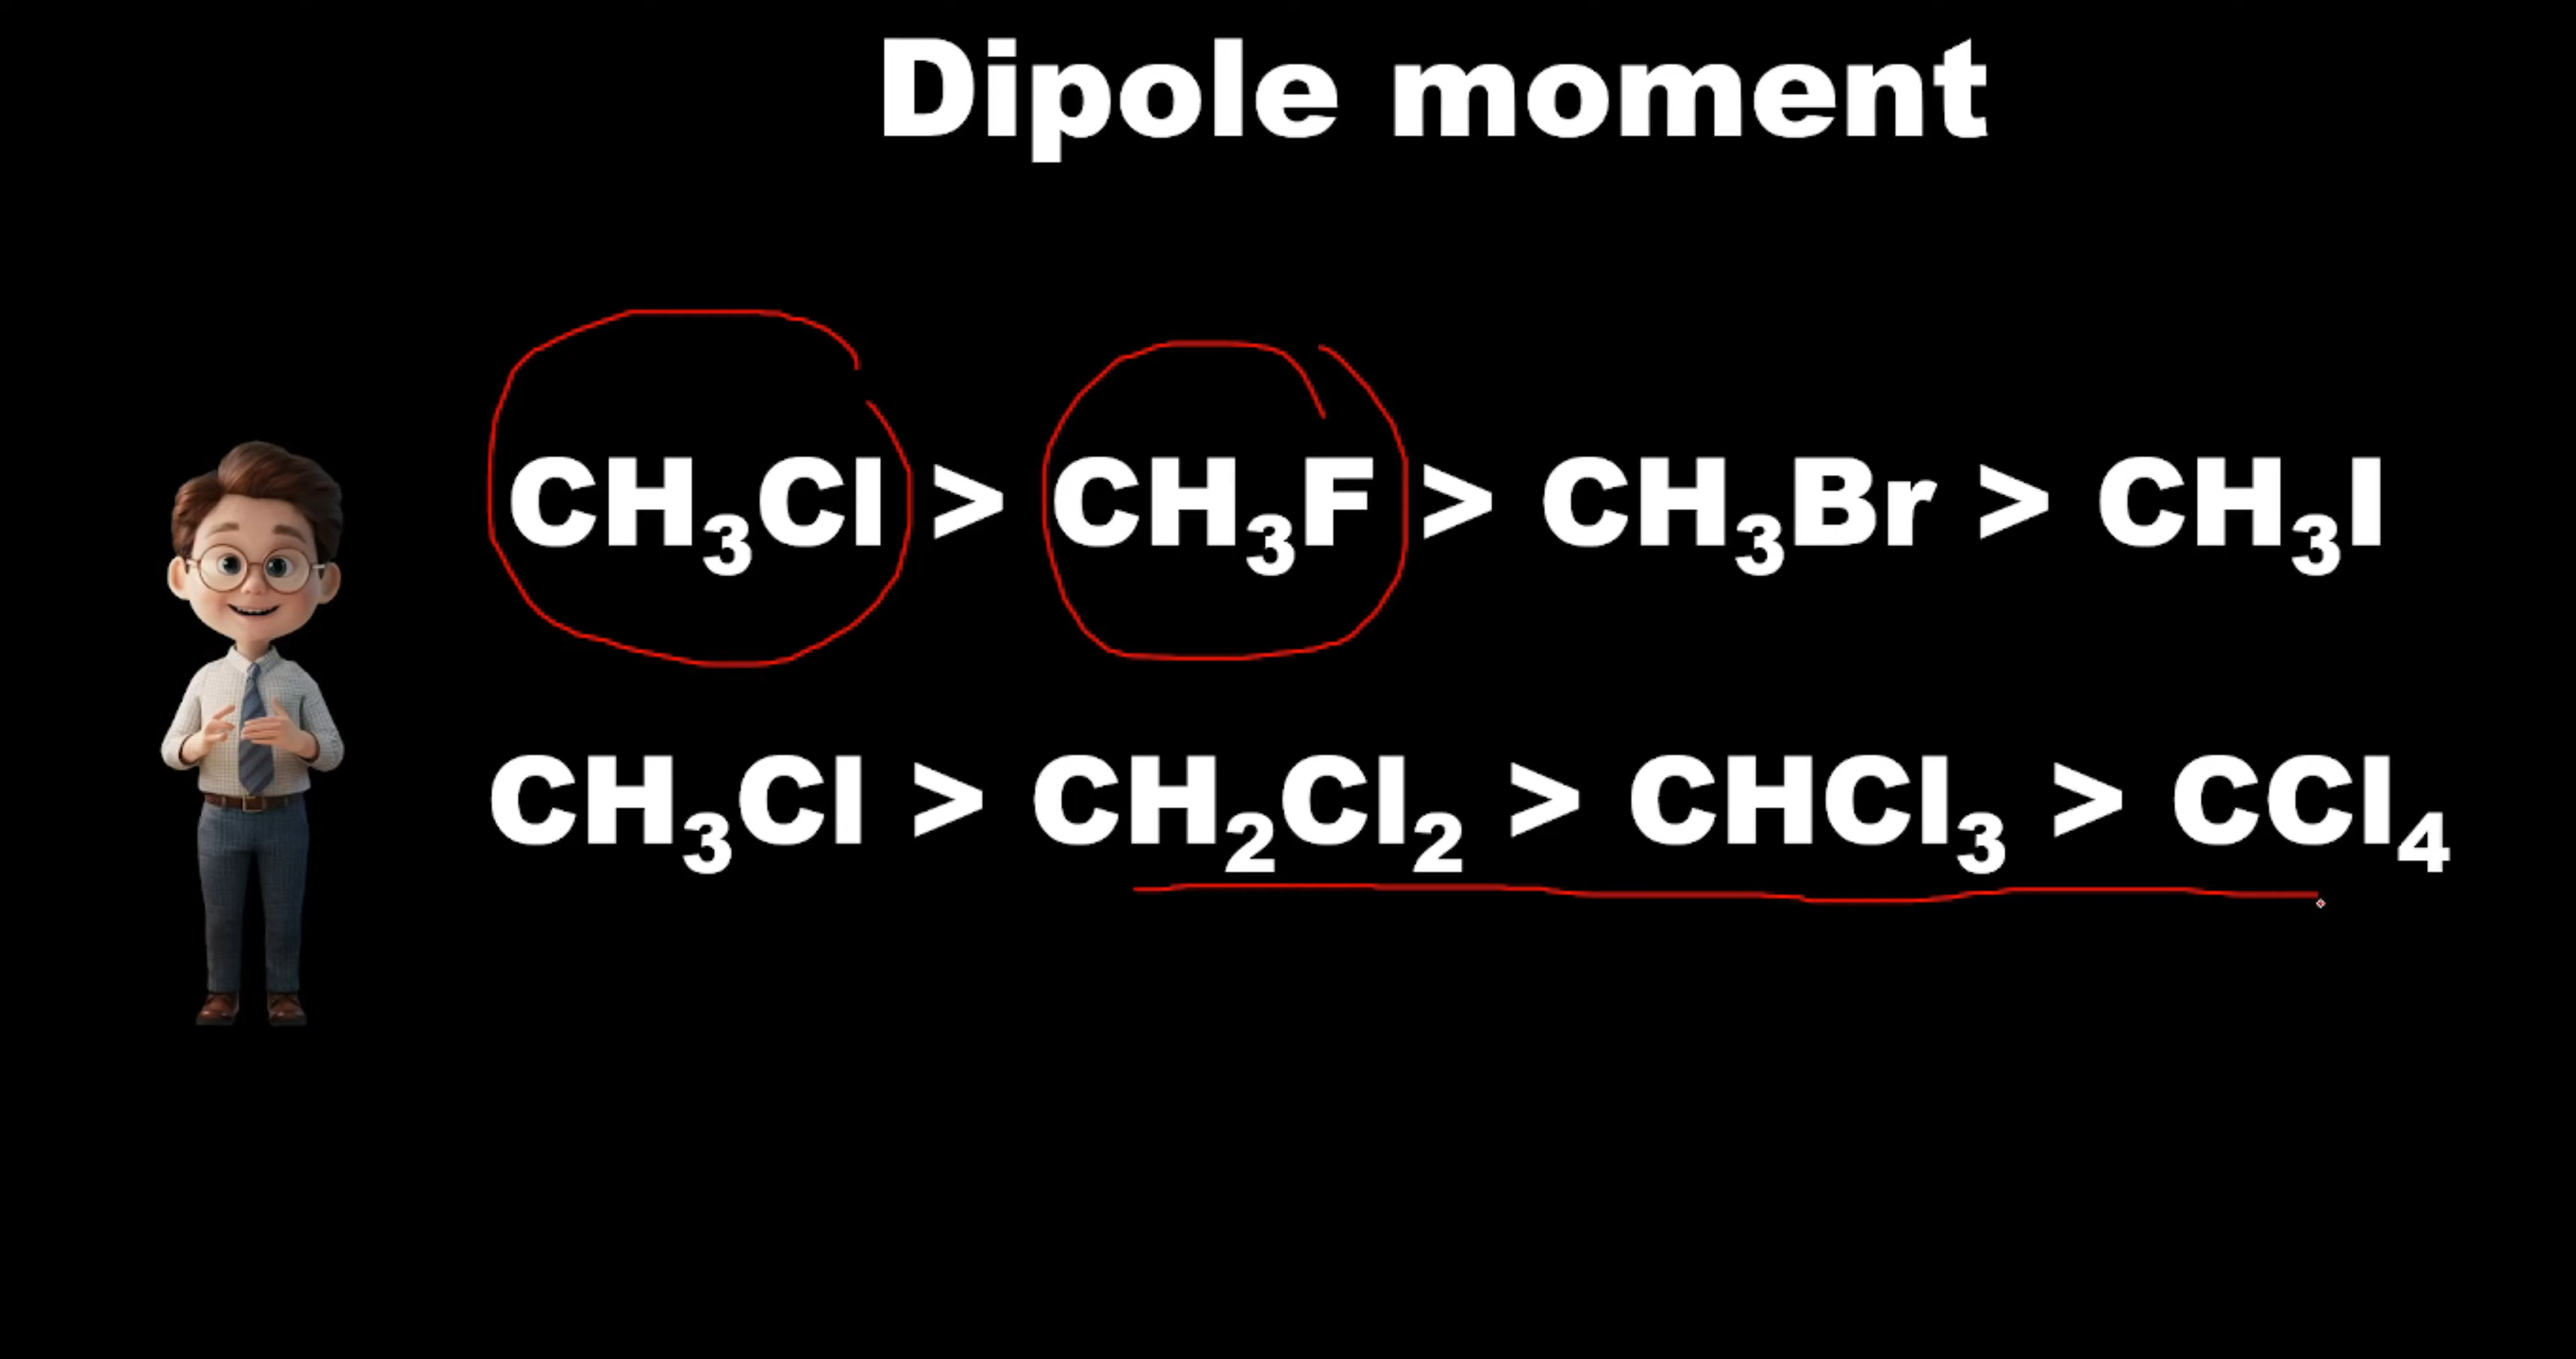 Dipole moment
CH₃Cl > CH₃F > CH₃Br > CH₃I
CH₃Cl > CH₂Cl₂ > CHCl₃ > CCl₄